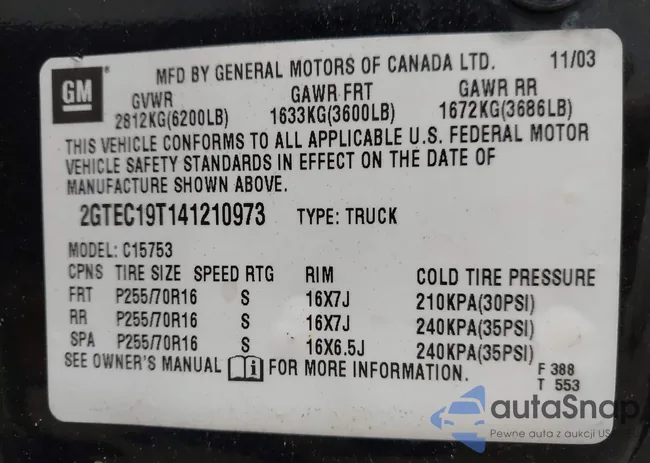 GM
MFD BY GENERAL MOTORS OF CANADA LTD. 11/03
GVWR GAWR FRT GAWR RR
2812KG(6200LB) 1633KG(3600LB) 1672KG(3686LB)
THIS VEHICLE CONFORMS TO ALL APPLICABLE U.S. FEDERAL MOTOR
VEHICLE SAFETY STANDARDS IN EFFECT ON THE DATE OF
MANUFACTURE SHOWN ABOVE.
2GTEC19T141210973 TYPE: TRUCK
MODEL: C15753
CPNS TIRE SIZE SPEED RTG RIM COLD TIRE PRESSURE
FRT P255/70R16 S 16X7J 210KPA(30PSI)
RR P255/70R16 S 16X7J 240KPA(35PSI)
SPA P255/70R16 S 16X6.5J 240KPA(35PSI)
SEE OWNER'S MANUAL i FOR MORE INFORMATION.
F 388
T 553
autaSnap
Pewne auta z aukcji US